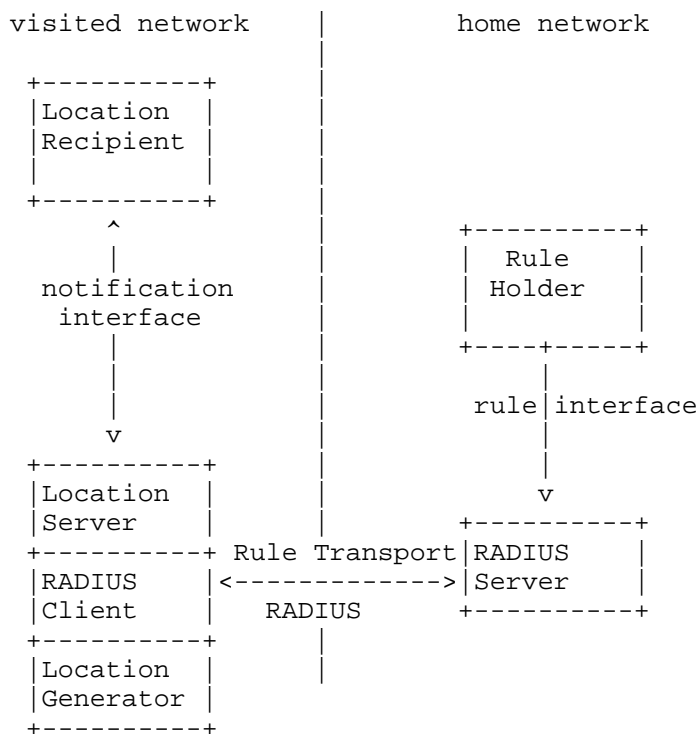 visited network | home network
Location
Recipient
Rule
Holder
notification
interface
rule|interface
Location
Server
Rule Transport
RADIUS
Server
RADIUS
Client
RADIUS
Location
Generator